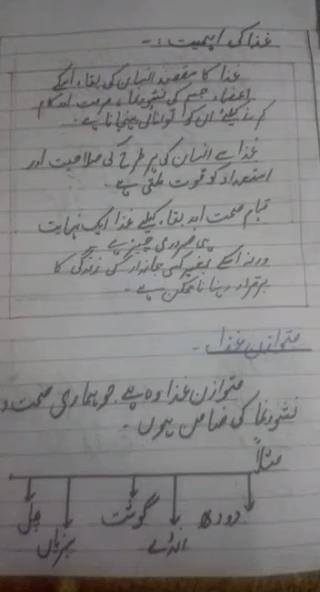 غذا کی اہمیت :-
غذا کا مقصد انسان کی بقاء، اسکے
اعضاء جسم کی نشوونما، مرمت اور کام
کرنے کیلئے ان کو توانائی پہنچانا ہے۔
غذا سے انسان کی ہر طرح کی صلاحیت اور
استعداد کو قوت ملتی ہے۔
قیام صحت اور بقاء کیلئے غذا ایک نہایت
ہی ضروری چیز ہے
ورنہ اسکے بغیر کسی جاندار کی زندگی کا
برقرار رہنا ناممکن ہے۔
متوازن غذا۔
متوازن غذا وہ ہے جو ہماری صحت و
نشوونما کی ضامن ہوں۔
مثلاً
دودھ انڈے گوشت سبزیاں پھل